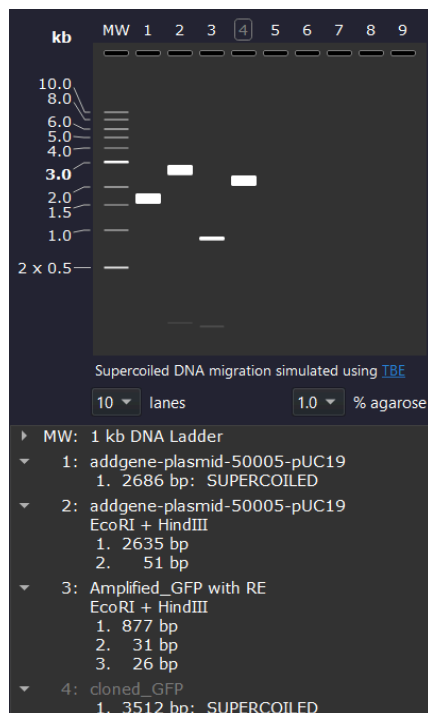 kb MW 1 2 3 4 5 6 7 8 9
10.0
8.0
6.0
5.0
4.0
3.0
2.0
1.5
1.0
2 x 0.5
Supercoiled DNA migration simulated using TBE
10 lanes 1.0 % agarose
MW: 1 kb DNA Ladder
1: addgene-plasmid-50005-pUC19
1. 2686 bp: SUPERCOILED
2: addgene-plasmid-50005-pUC19
EcoRI + HindIII
1. 2635 bp
2. 51 bp
3: Amplified_GFP with RE
EcoRI + HindIII
1. 877 bp
2. 31 bp
3. 26 bp
4: cloned_GFP
1. 3512 bp: SUPERCOILED